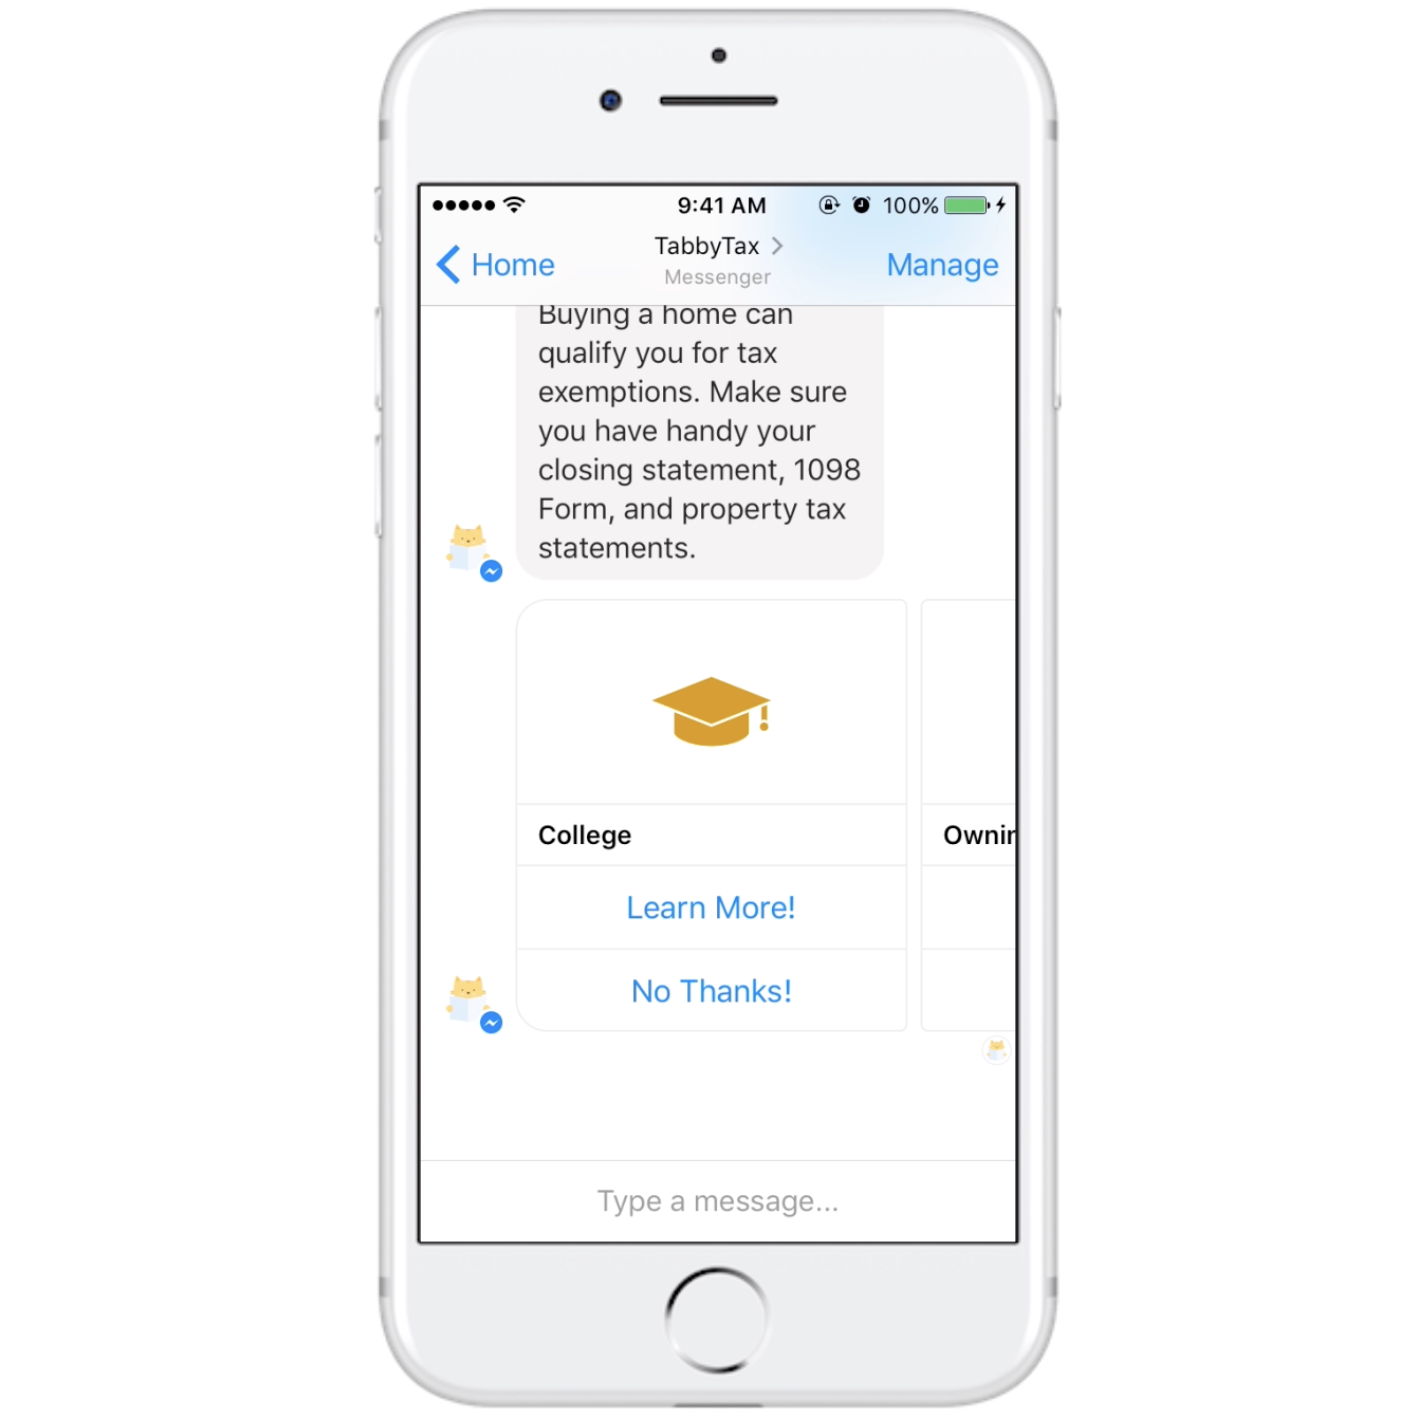 9:41 AM
100%
Home
TabbyTax
Messenger
Manage
Buying a home can
qualify you for tax
exemptions. Make sure
you have handy your
closing statement, 1098
Form, and property tax
statements.
College
Learn More!
No Thanks!
Type a message...